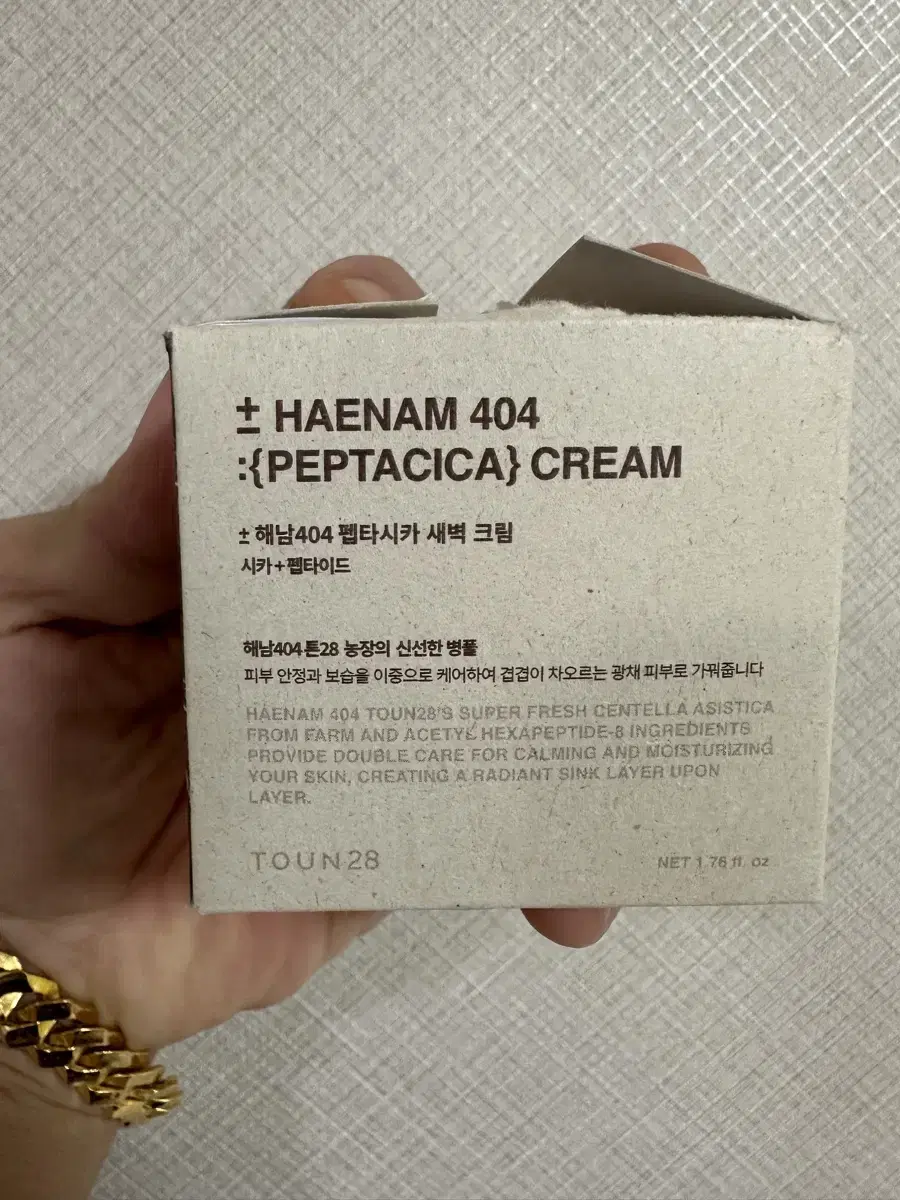 ± HAENAM 404
:{PEPTACICA} CREAM
± 해남404 펩타시카 새벽 크림
시카+펩타이드
해남404 톤28 농장의 신선한 병풀
피부 안정과 보습을 이중으로 케어하여 겹겹이 차오르는 광채 피부로 가꿔줍니다
HAENAM 404 TOUN28'S SUPER FRESH CENTELLA ASISTICA
FROM FARM AND ACETYL HEXAPEPTIDE-8 INGREDIENTS
PROVIDE DOUBLE CARE FOR CALMING AND MOISTURIZING
YOUR SKIN, CREATING A RADIANT SINK LAYER UPON
LAYER.
TOUN28
NET 1.76 fl. oz